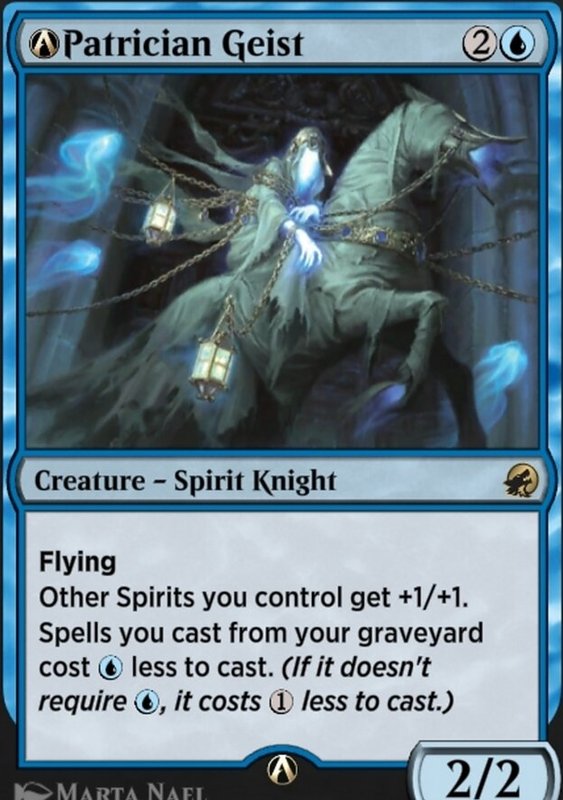 Patrician Geist 2
Creature – Spirit Knight
Flying
Other Spirits you control get +1/+1.
Spells you cast from your graveyard
cost less to cast. (If it doesn't
require , it costs 1 less to cast.)
2/2
MARTA NAEL